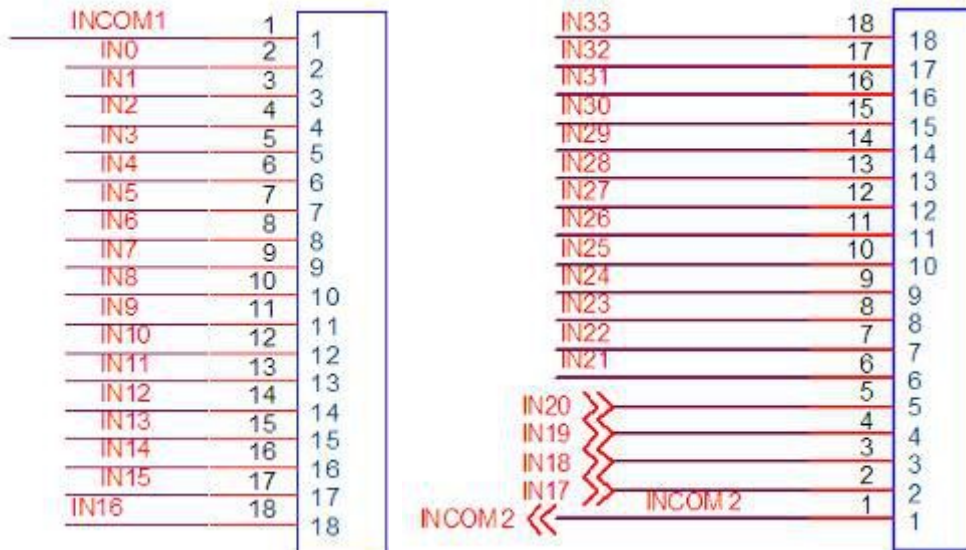 INCOM1 1 1
IN0 2 2
IN1 3 3
IN2 4 4
IN3 5 5
IN4 6 6
IN5 7 7
IN6 8 8
IN7 9 9
IN8 10 10
IN9 11 11
IN10 12 12
IN11 13 13
IN12 14 14
IN13 15 15
IN14 16 16
IN15 17 17
IN16 18 18
IN33 18 18
IN32 17 17
IN31 16 16
IN30 15 15
IN29 14 14
IN28 13 13
IN27 12 12
IN26 11 11
IN25 10 10
IN24 9 9
IN23 8 8
IN22 7 7
IN21 6 6
IN20 5 5
IN19 4 4
IN18 3 3
IN17 2 2
INCOM2 INCOM2 1 1